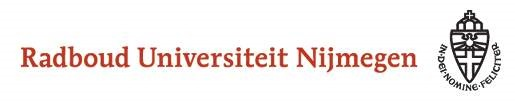 Radboud Universiteit Nijmegen
IN·DEI·NOMINE·FELICITER